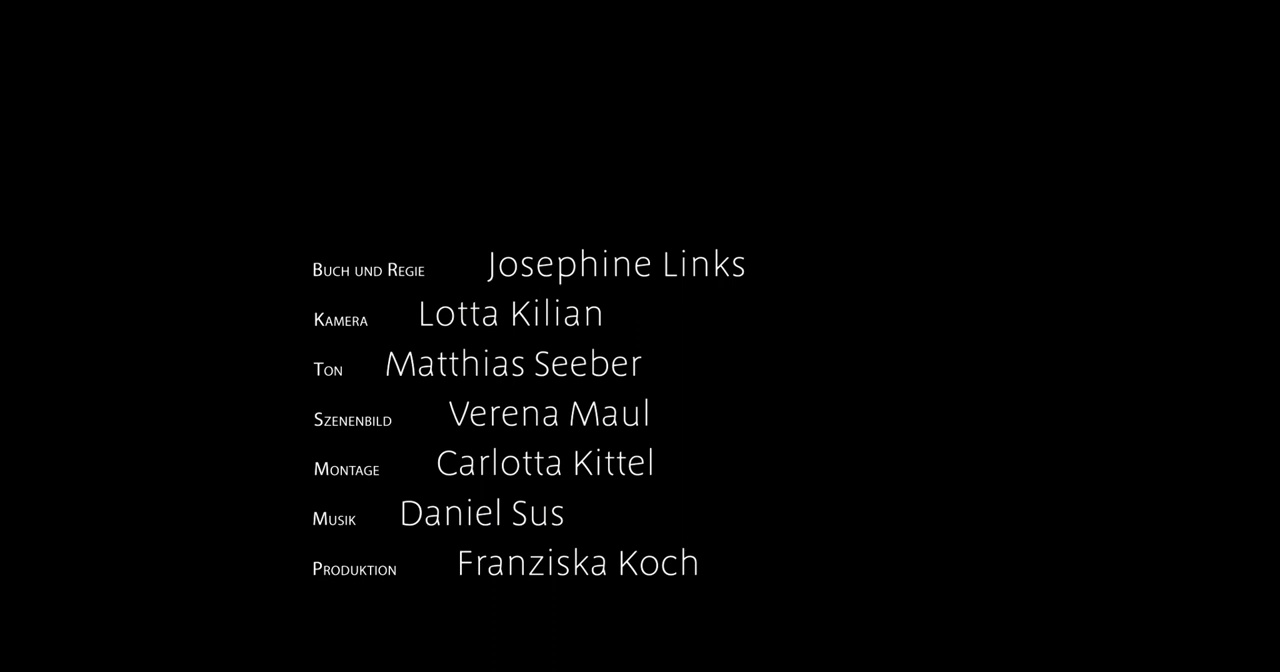 Buch und Regie Josephine Links
Kamera Lotta Kilian
Ton Matthias Seeber
Szenenbild Verena Maul
Montage Carlotta Kittel
Musik Daniel Sus
Produktion Franziska Koch